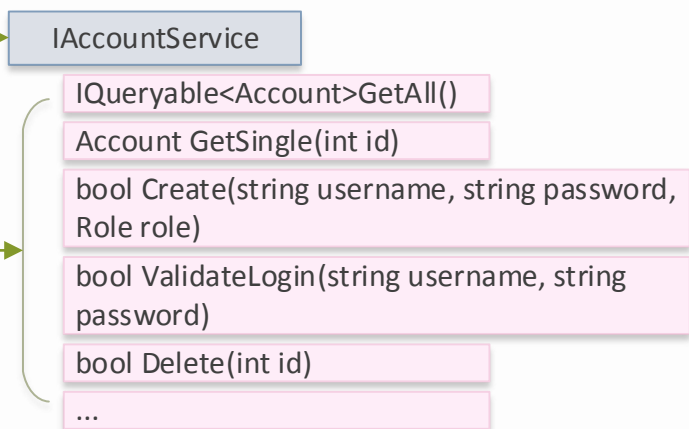 IAccountService
IQueryable<Account>GetAll()
Account GetSingle(int id)
bool Create(string username, string password,
Role role)
bool ValidateLogin(string username, string
password)
bool Delete(int id)
...